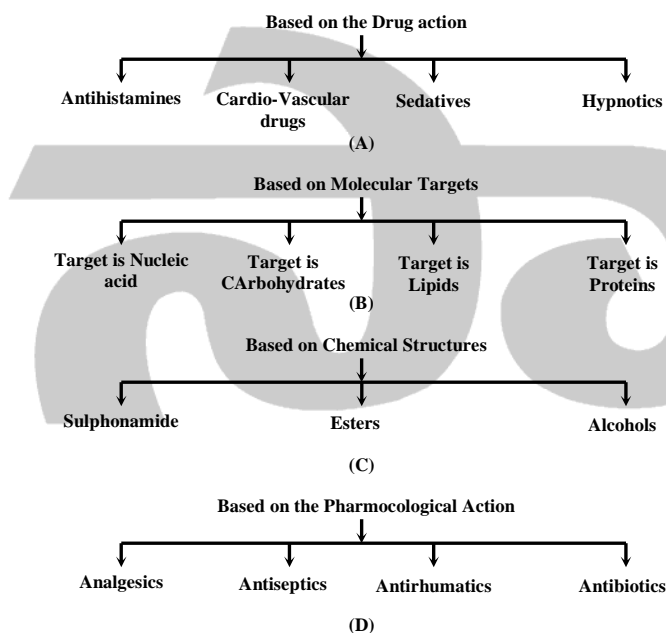 Based on the Drug action
Antihistamines Cardio-Vascular drugs Sedatives Hypnotics
(A)
Based on Molecular Targets
Target is Nucleic acid Target is CArbohydrates Target is Lipids Target is Proteins
(B)
Based on Chemical Structures
Sulphonamide Esters Alcohols
(C)
Based on the Pharmocological Action
Analgesics Antiseptics Antirhumatics Antibiotics
(D)